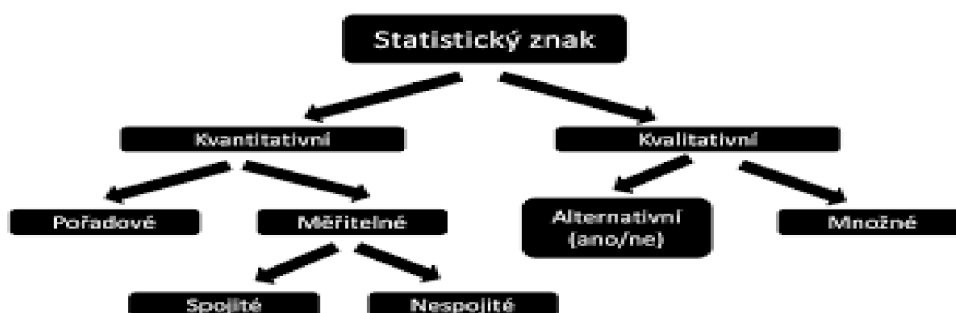 Statistický znak
Kvantitativní
Kvalitativní
Pořadové
Měřitelné
Alternativní
(ano/ne)
Množné
Spojité
Nespojité